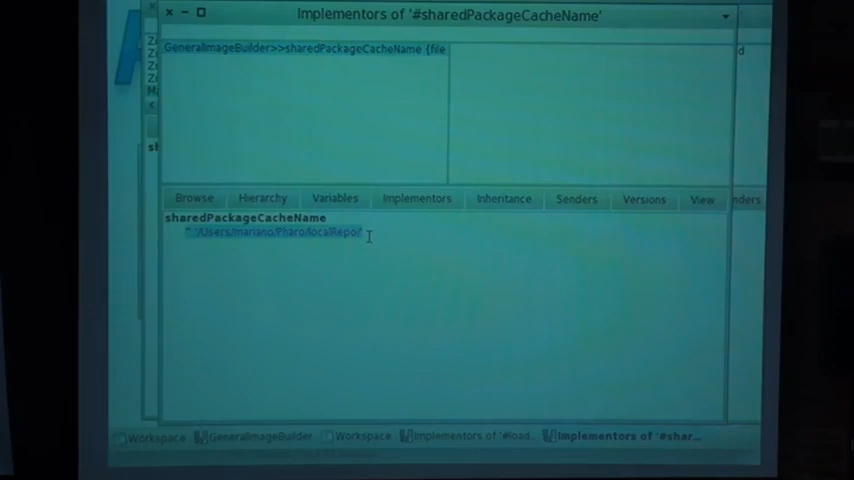 Implementors of '#sharedPackageCacheName'
GeneralImageBuilder>>sharedPackageCacheName {file
Browse Hierarchy Variables Implementors Inheritance Senders Versions View nders
sharedPackageCacheName
^ '/Users/mariano/Pharo/localRepo/'
Workspace GeneralImageBuilder Workspace Implementors of '#load.. Implementors of '#shar...